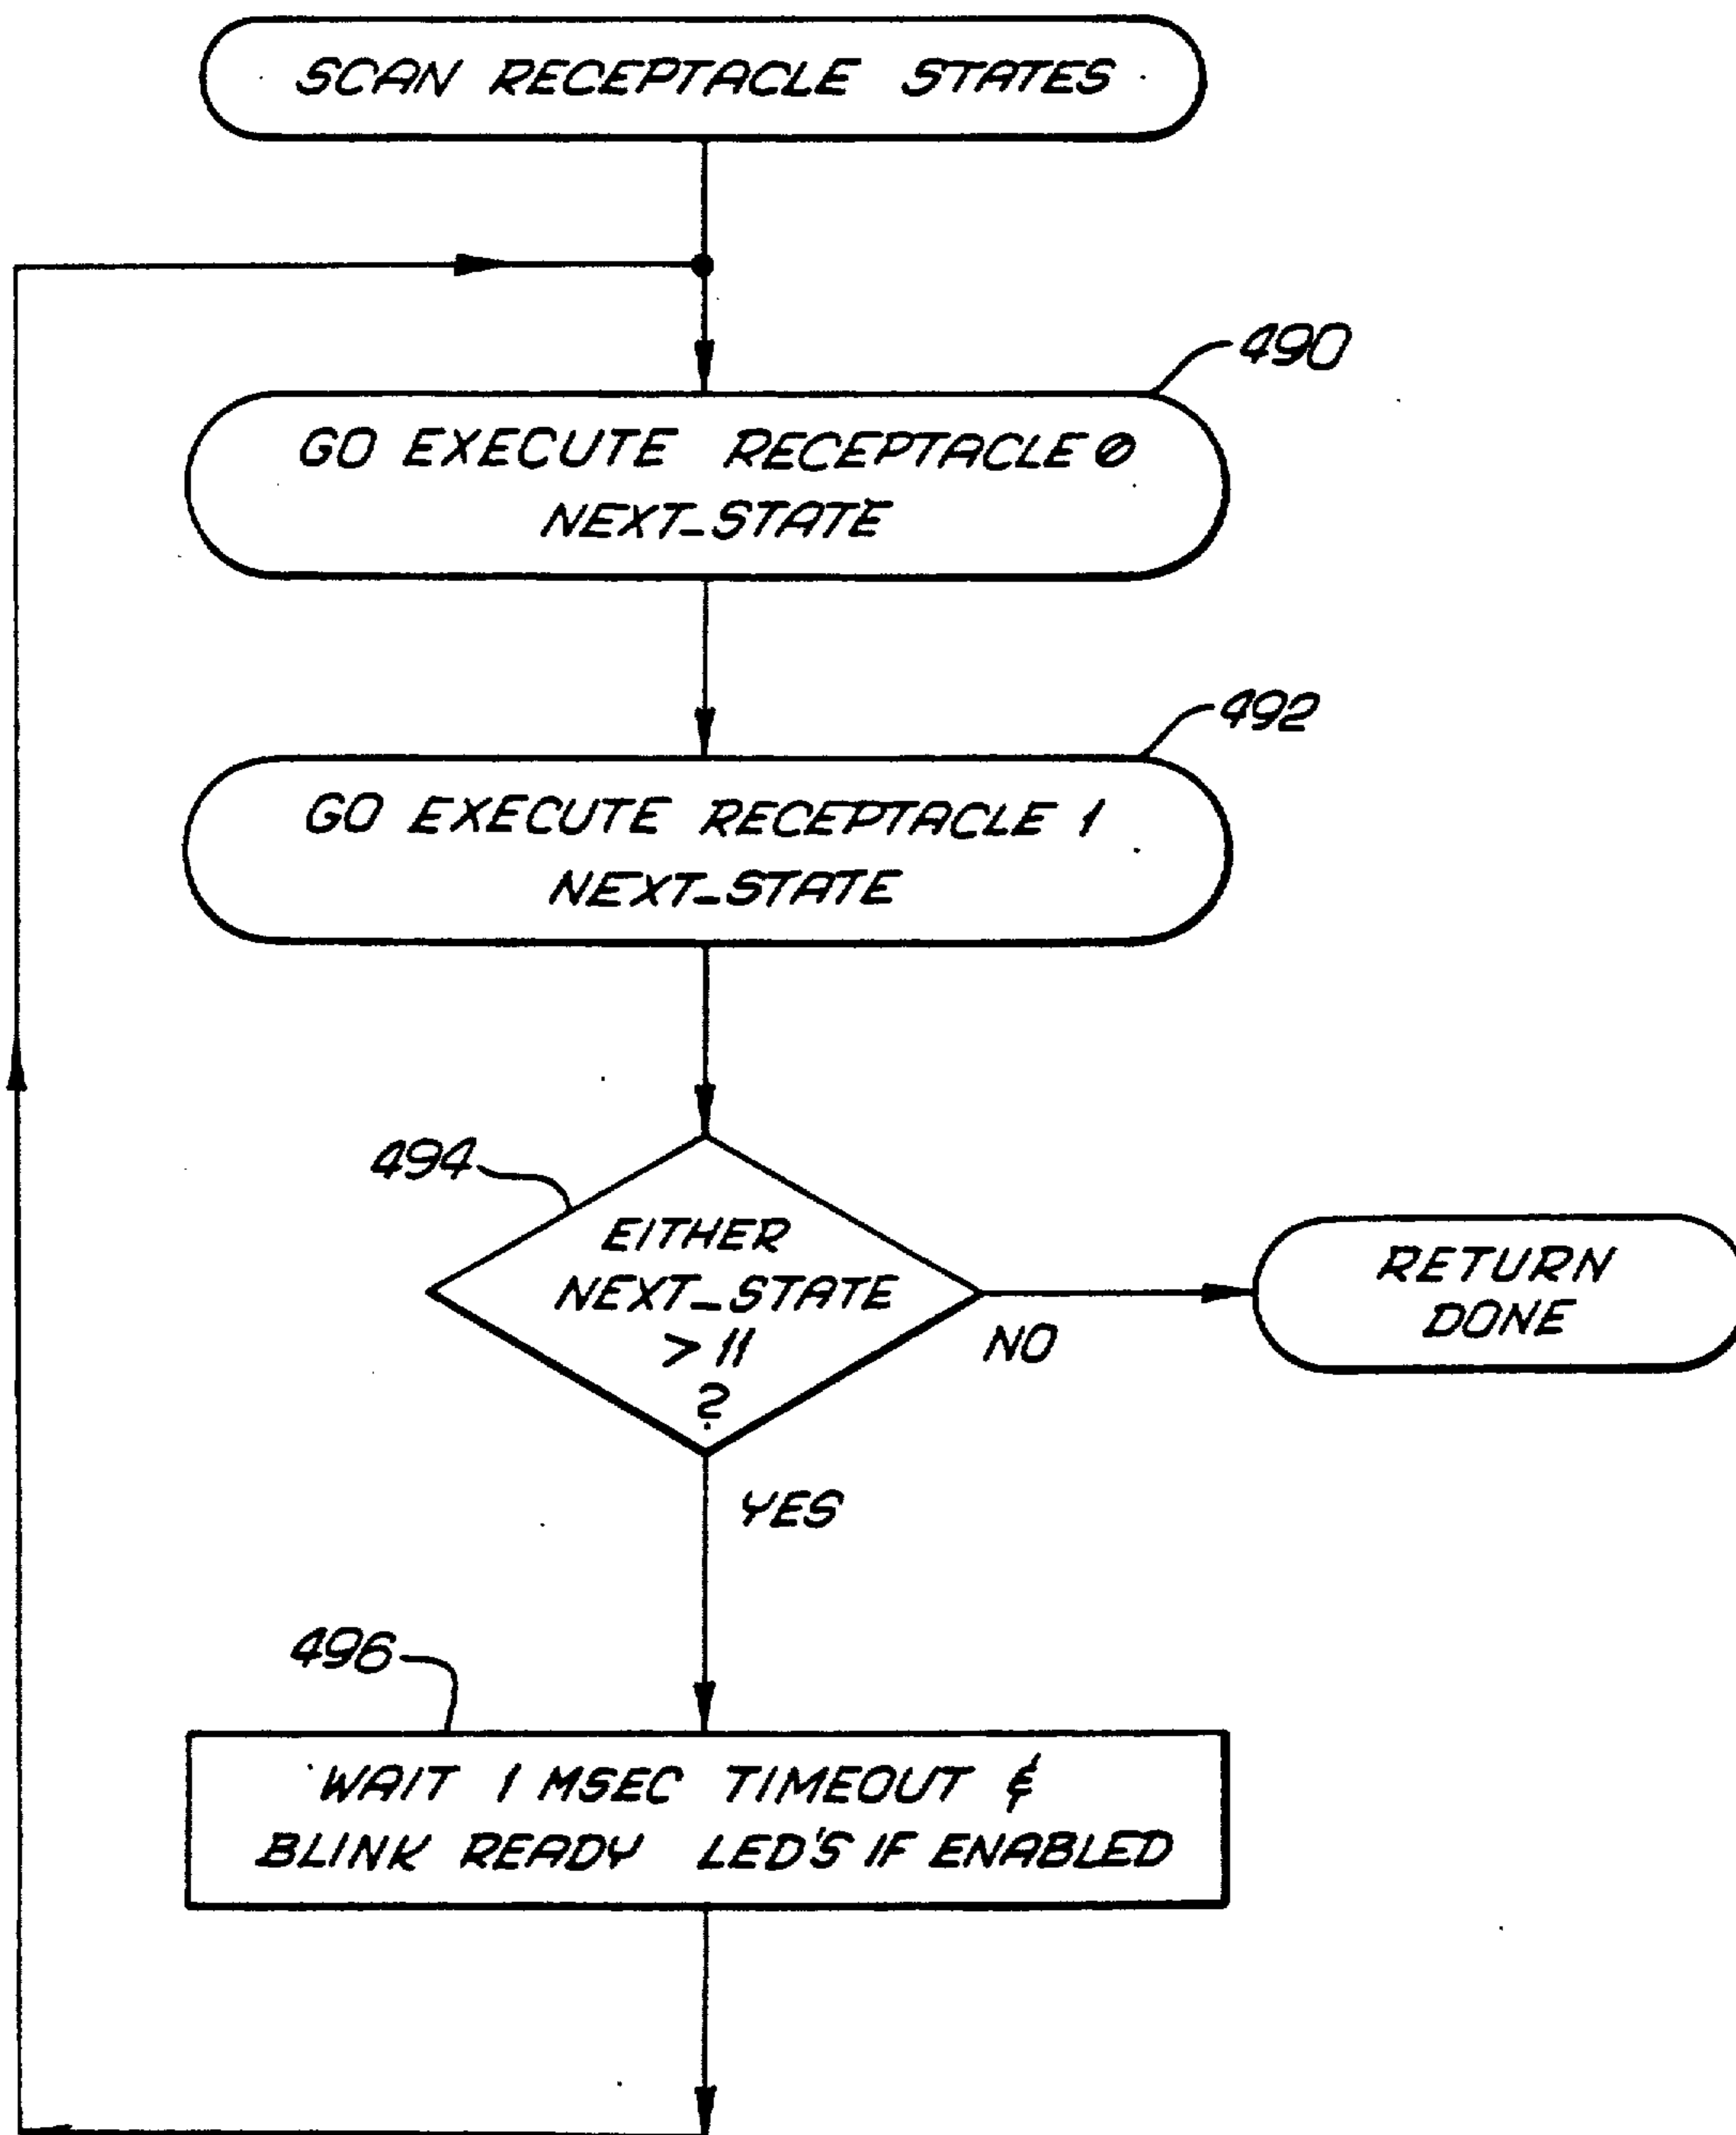 SCAN RECEPTACLE STATES
490
GO EXECUTE RECEPTACLE 0
NEXT_STATE
492
GO EXECUTE RECEPTACLE 1
NEXT_STATE
494
EITHER
NEXT_STATE
> 11
?
NO
RETURN
DONE
YES
496
WAIT 1 MSEC TIMEOUT &
BLINK READY LED'S IF ENABLED